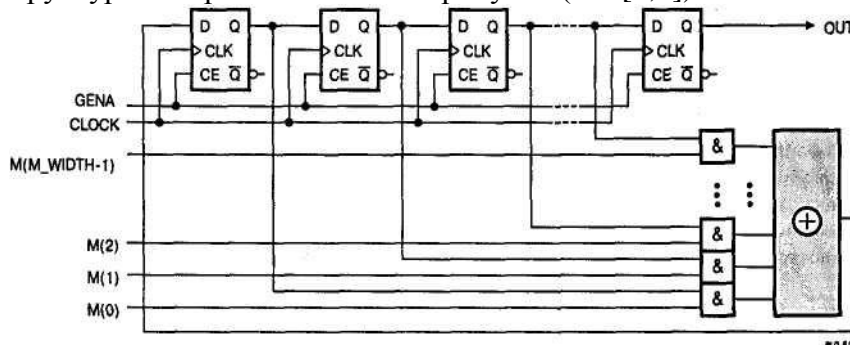 D Q D Q D Q D Q
OUT
CLK CLK CLK CLK
CE Q CE Q CE Q CE Q
GENA
CLOCK
M(M_WIDTH-1)
&
M(2)
&
M(1)
&
M(0)
&